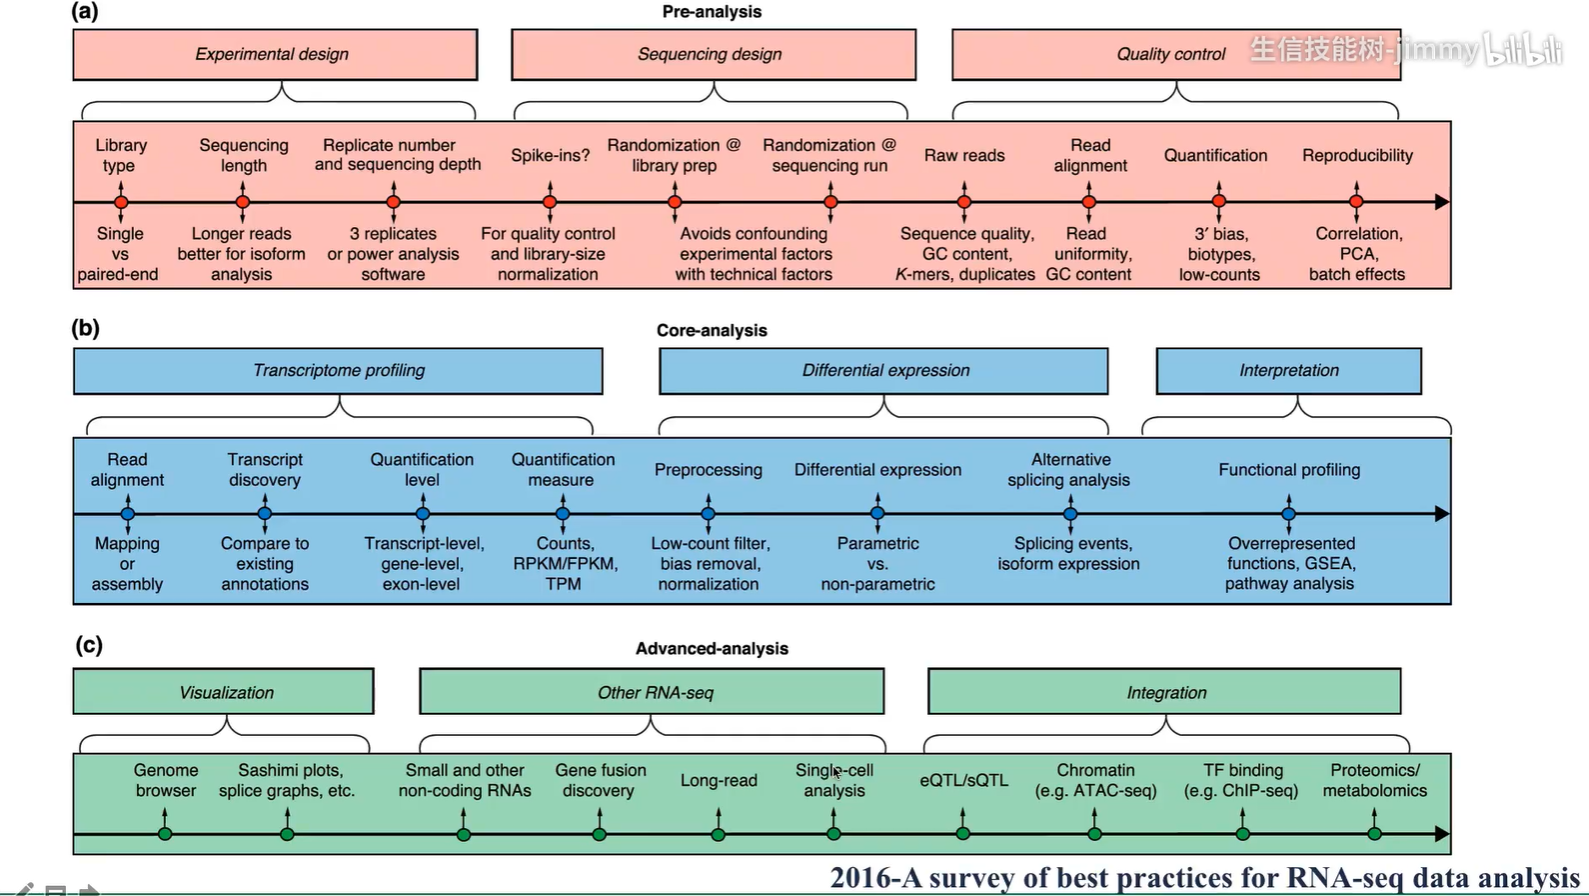 (a)
Pre-analysis
生信技能树-jimmy bilibili
Experimental design
Sequencing design
Quality control
Library
type
Sequencing
length
Replicate number
and sequencing depth
Spike-ins?
Randomization @
library prep
Randomization @
sequencing run
Raw reads
Read
alignment
Quantification
Reproducibility
Single
vs
paired-end
Longer reads
better for isoform
analysis
3 replicates
or power analysis
software
For quality control
and library-size
normalization
Avoids confounding
experimental factors
with technical factors
Sequence quality,
GC content,
K-mers, duplicates
Read
uniformity,
GC content
3′ bias,
biotypes,
low-counts
Correlation,
PCA,
batch effects
(b)
Core-analysis
Transcriptome profiling
Differential expression
Interpretation
Read
alignment
Transcript
discovery
Quantification
level
Quantification
measure
Preprocessing
Differential expression
Alternative
splicing analysis
Functional profiling
Mapping
or
assembly
Compare to
existing
annotations
Transcript-level,
gene-level,
exon-level
Counts,
RPKM/FPKM,
TPM
Low-count filter,
bias removal,
normalization
Parametric
vs.
non-parametric
Splicing events,
isoform expression
Overrepresented
functions, GSEA,
pathway analysis
(c)
Advanced-analysis
Visualization
Other RNA-seq
Integration
Genome
browser
Sashimi plots,
splice graphs, etc.
Small and other
non-coding RNAs
Gene fusion
discovery
Long-read
Single-cell
analysis
eQTL/sQTL
Chromatin
(e.g. ATAC-seq)
TF binding
(e.g. ChIP-seq)
Proteomics/
metabolomics
2016-A survey of best practices for RNA-seq data analysis